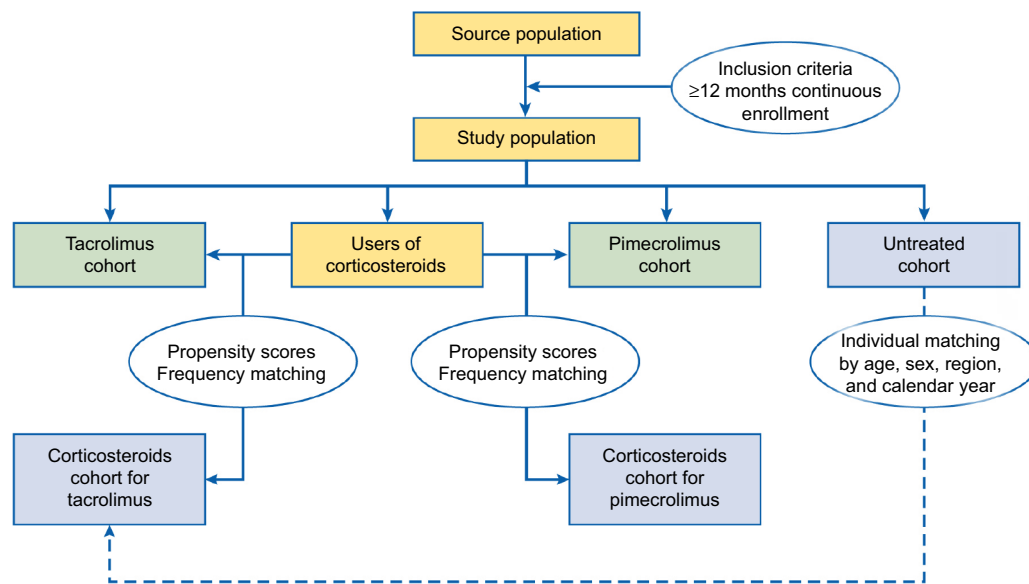 Source population
Inclusion criteria
≥12 months continuous
enrollment
Study population
Tacrolimus
cohort
Users of
corticosteroids
Pimecrolimus
cohort
Untreated
cohort
Propensity scores
Frequency matching
Propensity scores
Frequency matching
Individual matching
by age, sex, region,
and calendar year
Corticosteroids
cohort for
tacrolimus
Corticosteroids
cohort for
pimecrolimus